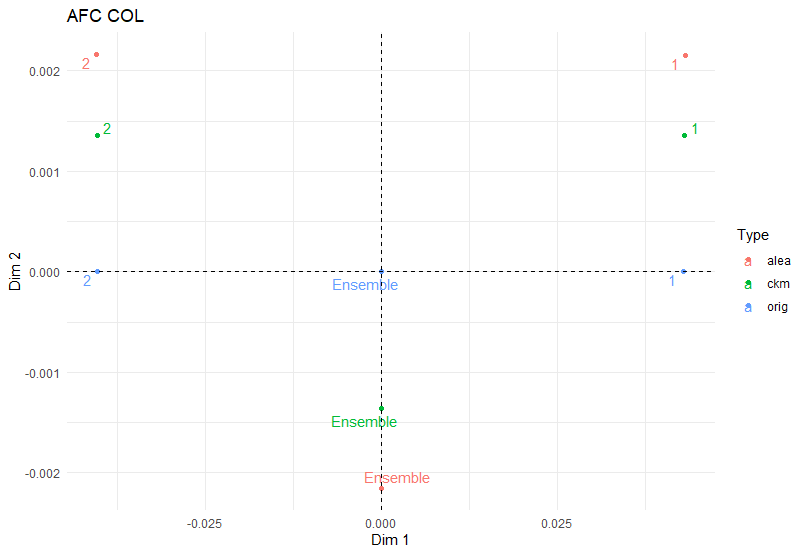 AFC COL
2
1
0.002
2
1
0.001
Type
a alea
0.000
a ckm
2
Ensemble
1
a orig
Dim 2
-0.001
Ensemble
Ensemble
-0.002
-0.025
0.000
0.025
Dim 1